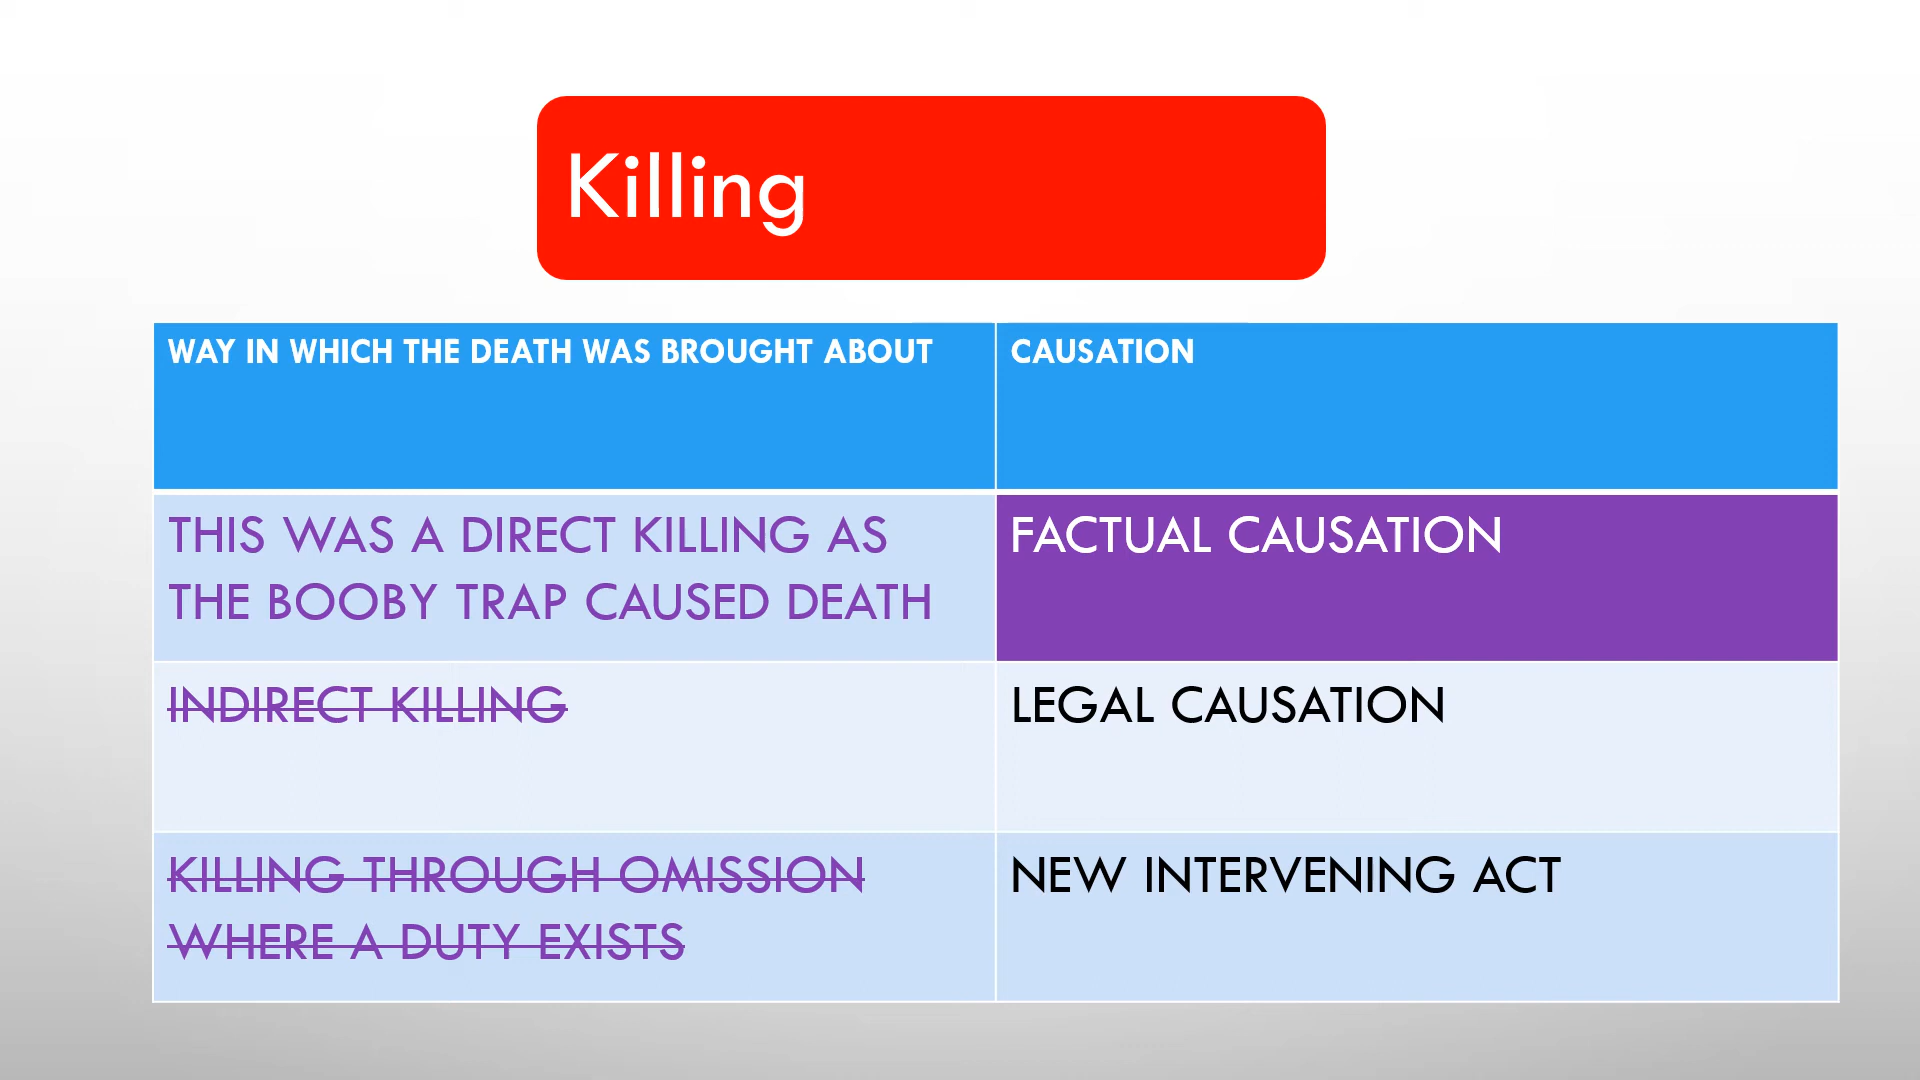 Killing
WAY IN WHICH THE DEATH WAS BROUGHT ABOUT
CAUSATION
THIS WAS A DIRECT KILLING AS
THE BOOBY TRAP CAUSED DEATH
FACTUAL CAUSATION
INDIRECT KILLING
LEGAL CAUSATION
KILLING THROUGH OMISSION
WHERE A DUTY EXISTS
NEW INTERVENING ACT